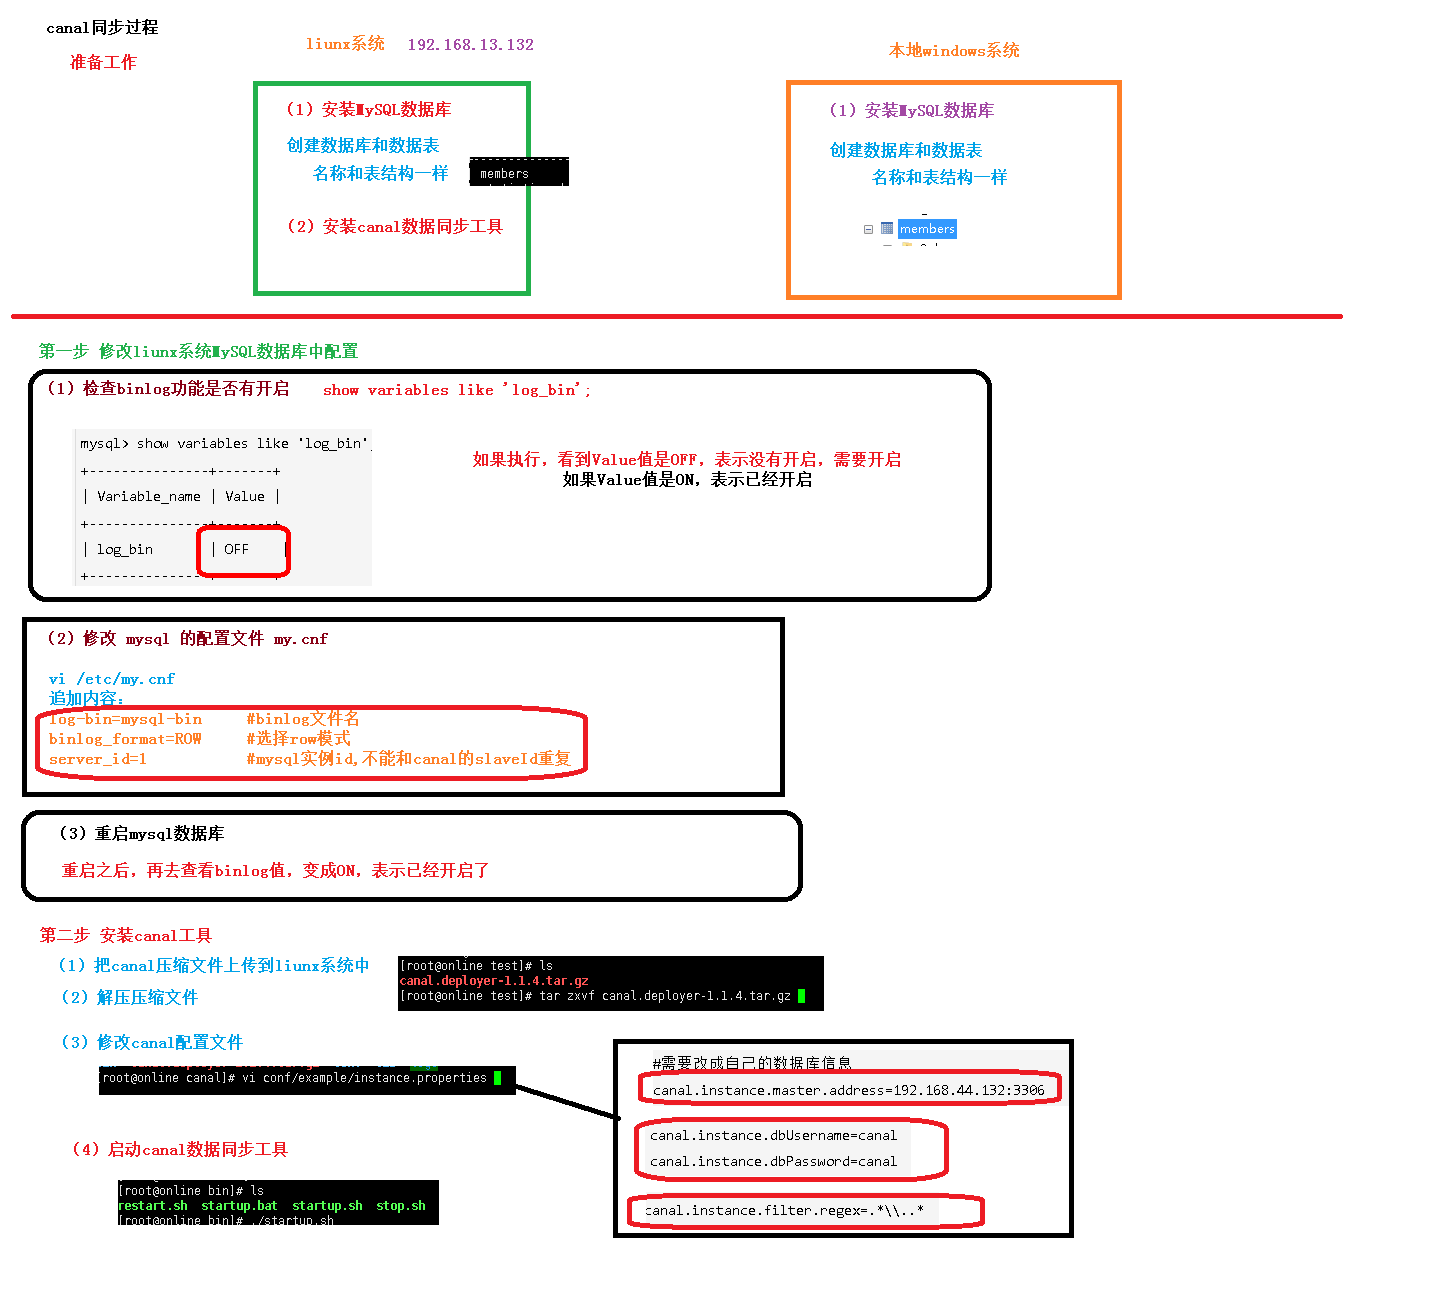 canal同步过程
准备工作
liunx系统 192.168.13.132
本地windows系统
（1）安装MySQL数据库
创建数据库和数据表
名称和表结构一样
members
（2）安装canal数据同步工具
（1）安装MySQL数据库
创建数据库和数据表
名称和表结构一样
members
第一步 修改liunx系统MySQL数据库中配置
（1）检查binlog功能是否有开启 show variables like 'log_bin';
mysql> show variables like 'log_bin'
+---------------+-------+
| Variable_name | Value |
+---------------+-------+
| log_bin | OFF |
+---------------+-------+
如果执行，看到Value值是OFF，表示没有开启，需要开启
如果Value值是ON，表示已经开启
（2）修改 mysql 的配置文件 my.cnf
vi /etc/my.cnf
追加内容：
log-bin=mysql-bin #binlog文件名
binlog_format=ROW #选择row模式
server_id=1 #mysql实例id,不能和canal的slaveId重复
（3）重启mysql数据库
重启之后，再去查看binlog值，变成ON，表示已经开启了
第二步 安装canal工具
（1）把canal压缩文件上传到liunx系统中
（2）解压压缩文件
[root@online test]# ls
canal.deployer-1.1.4.tar.gz
[root@online test]# tar zxvf canal.deployer-1.1.4.tar.gz
（3）修改canal配置文件
[root@online canal]# vi conf/example/instance.properties
#需要改成自己的数据库信息
canal.instance.master.address=192.168.44.132:3306
canal.instance.dbUsername=canal
canal.instance.dbPassword=canal
canal.instance.filter.regex=.*\\..*
（4）启动canal数据同步工具
[root@online bin]# ls
restart.sh startup.bat startup.sh stop.sh
[root@online bin]# ./startup.sh